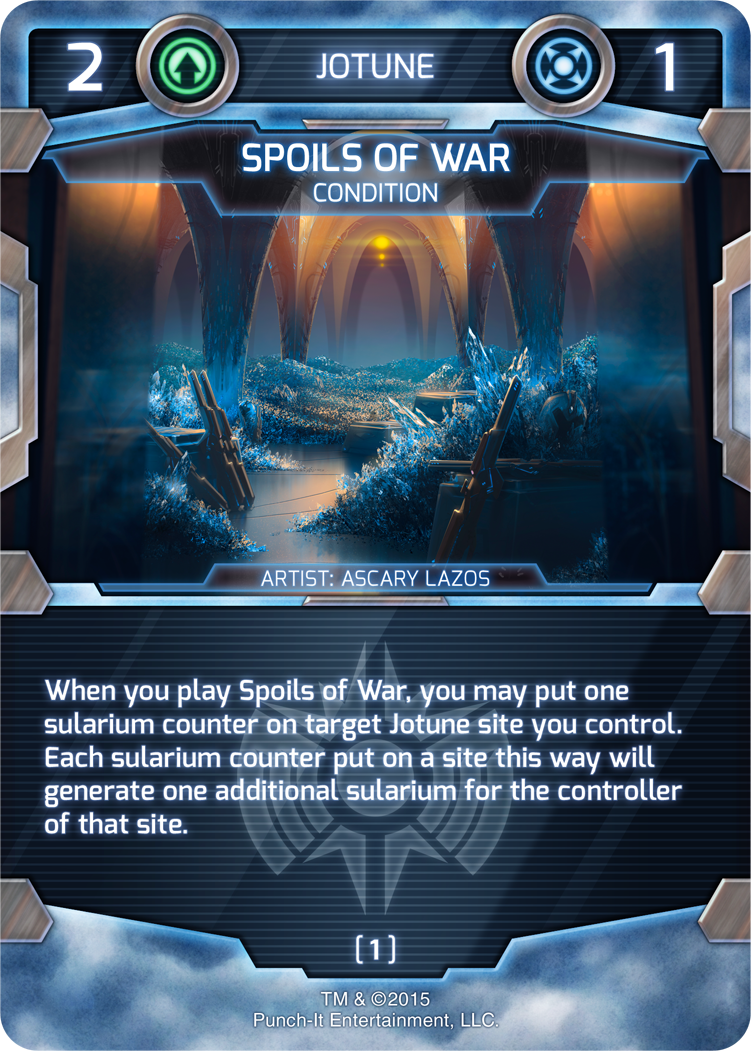 2 JOTUNE 1
SPOILS OF WAR
CONDITION
ARTIST: ASCARY LAZOS
When you play Spoils of War, you may put one
sularium counter on target Jotune site you control.
Each sularium counter put on a site this way will
generate one additional sularium for the controller
of that site.
[1]
TM & ©2015
Punch-It Entertainment, LLC.